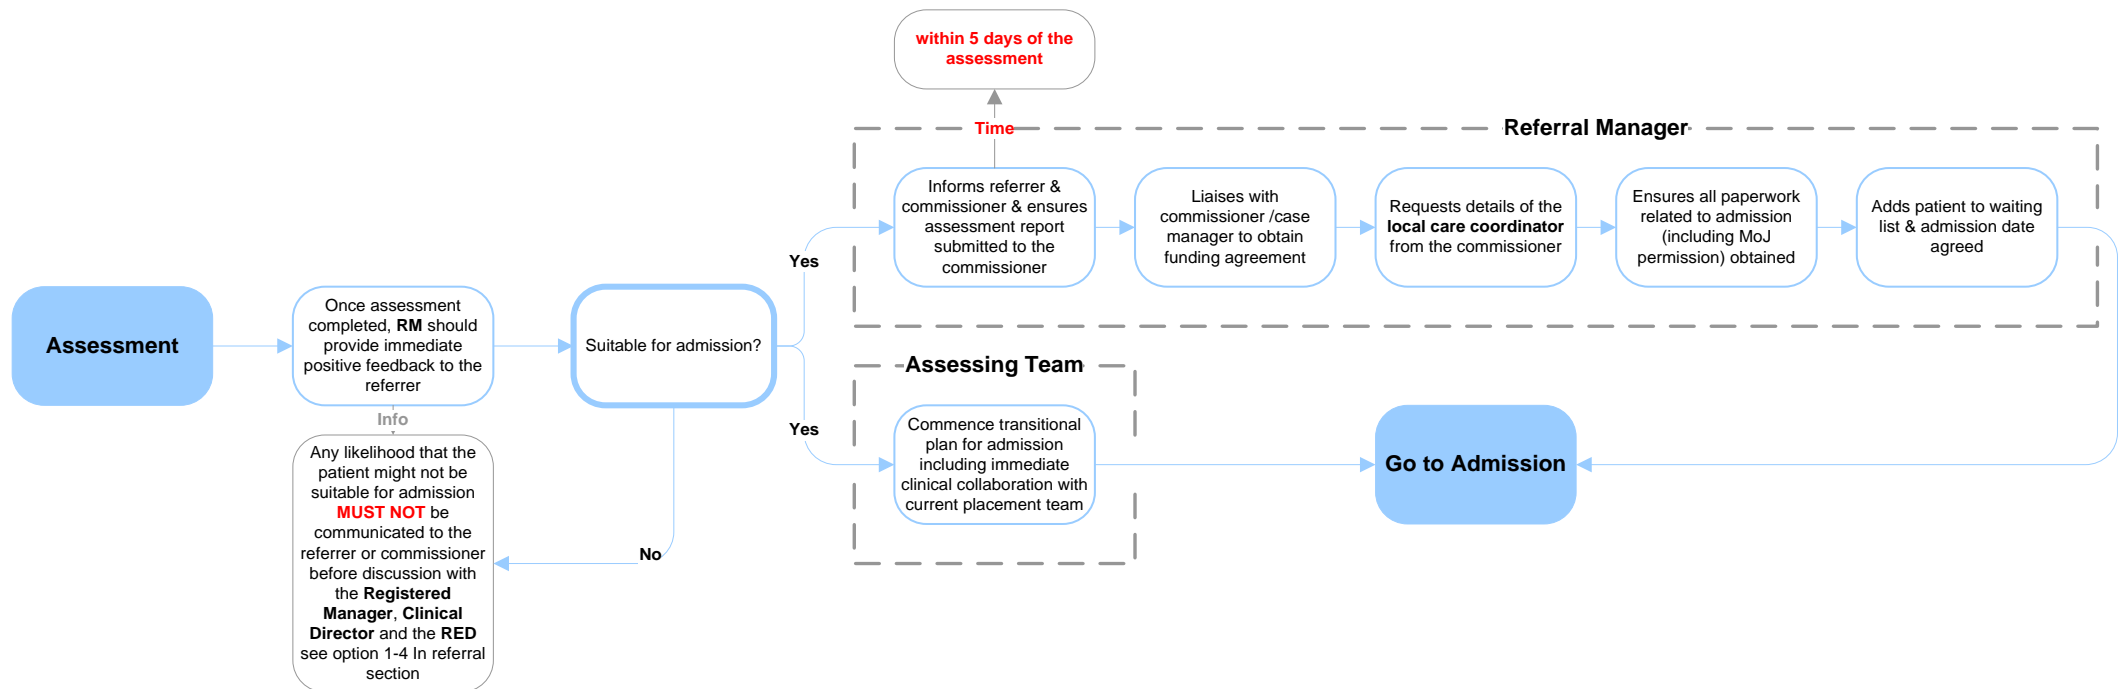 within 5 days of the
assessment
Time
Referral Manager
Informs referrer &
commissioner & ensures
assessment report
submitted to the
commissioner
Liaises with
commissioner /case
manager to obtain
funding agreement
Requests details of the
local care coordinator
from the commissioner
Ensures all paperwork
related to admission
(including MoJ
permission) obtained
Adds patient to waiting
list & admission date
agreed
Yes
Assessment
Once assessment
completed, RM should
provide immediate
positive feedback to the
referrer
Suitable for admission?
Info
Any likelihood that the
patient might not be
suitable for admission
MUST NOT be
communicated to the
referrer or commissioner
before discussion with
the Registered
Manager, Clinical
Director and the RED
see option 1-4 In referral
section
No
Yes
Assessing Team
Commence transitional
plan for admission
including immediate
clinical collaboration with
current placement team
Go to Admission